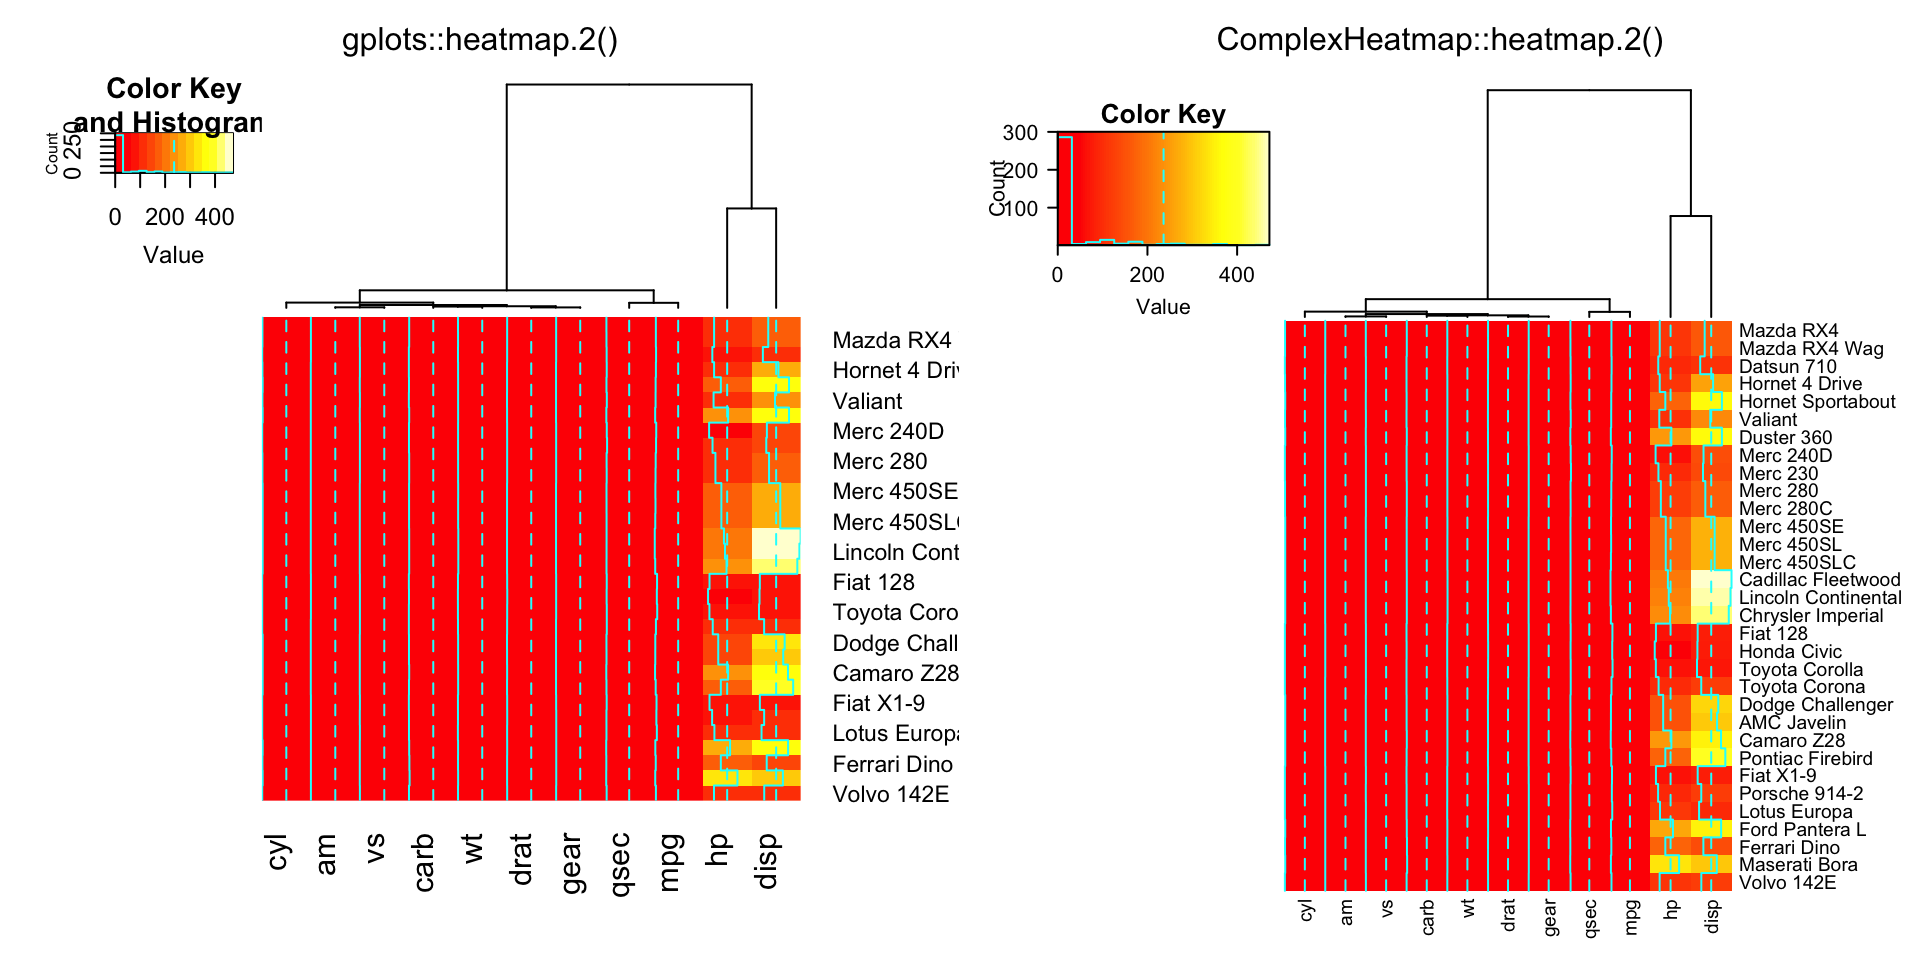 gplots::heatmap.2()
Color Key
and Histogran
Count
0 250
0 200 400
Value
Mazda RX4
Hornet 4 Driv
Valiant
Merc 240D
Merc 280
Merc 450SE
Merc 450SL
Lincoln Cont
Fiat 128
Toyota Coro
Dodge Chall
Camaro Z28
Fiat X1-9
Lotus Europa
Ferrari Dino
Volvo 142E
cyl am vs carb wt drat gear qsec mpg hp disp
ComplexHeatmap::heatmap.2()
Color Key
300
200
100
Count
0 200 400
Value
Mazda RX4
Mazda RX4 Wag
Datsun 710
Hornet 4 Drive
Hornet Sportabout
Valiant
Duster 360
Merc 240D
Merc 230
Merc 280
Merc 280C
Merc 450SE
Merc 450SL
Merc 450SLC
Cadillac Fleetwood
Lincoln Continental
Chrysler Imperial
Fiat 128
Honda Civic
Toyota Corolla
Toyota Corona
Dodge Challenger
AMC Javelin
Camaro Z28
Pontiac Firebird
Fiat X1-9
Porsche 914-2
Lotus Europa
Ford Pantera L
Ferrari Dino
Maserati Bora
Volvo 142E
cyl am vs carb wt drat gear qsec mpg hp disp